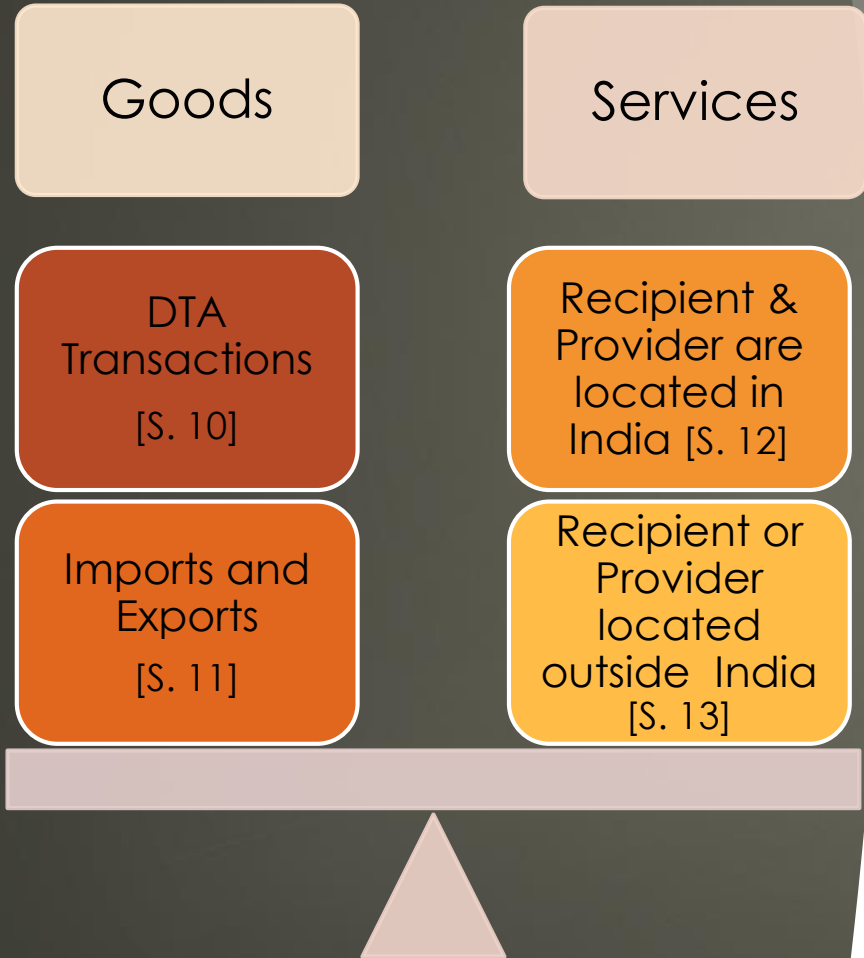 Goods
DTA
Transactions
[S. 10]
Imports and
Exports
[S. 11]
Services
Recipient &
Provider are
located in
India [S. 12]
Recipient or
Provider
located
outside India
[S. 13]